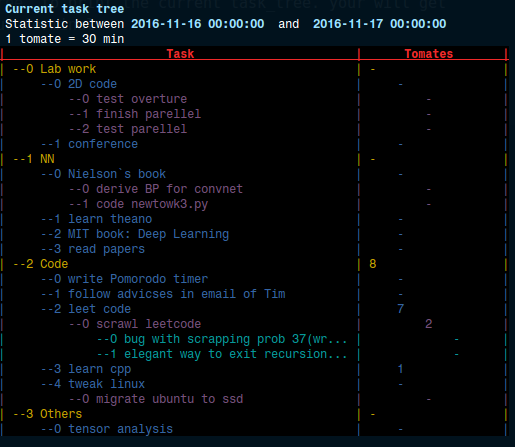 Current task tree
Statistic between 2016-11-16 00:00:00 and 2016-11-17 00:00:00
1 tomate = 30 min
| Task | Tomates |
| --0 Lab work | - |
| --0 2D code | - |
| --0 test overture | - |
| --1 finish parellel | - |
| --2 test parellel | - |
| --1 conference | - |
| --1 NN | - |
| --0 Nielson`s book | - |
| --0 derive BP for convnet | - |
| --1 code newtowk3.py | - |
| --1 learn theano | - |
| --2 MIT book: Deep Learning | - |
| --3 read papers | - |
| --2 Code | 8 |
| --0 write Pomorodo timer | - |
| --1 follow advicses in email of Tim | - |
| --2 leet code | 7 |
| --0 scrawl leetcode | 2 |
| --0 bug with scrapping prob 37(wr... | - |
| --1 elegant way to exit recursion... | - |
| --3 learn cpp | 1 |
| --4 tweak linux | - |
| --0 migrate ubuntu to ssd | - |
| --3 Others | - |
| --0 tensor analysis | - |